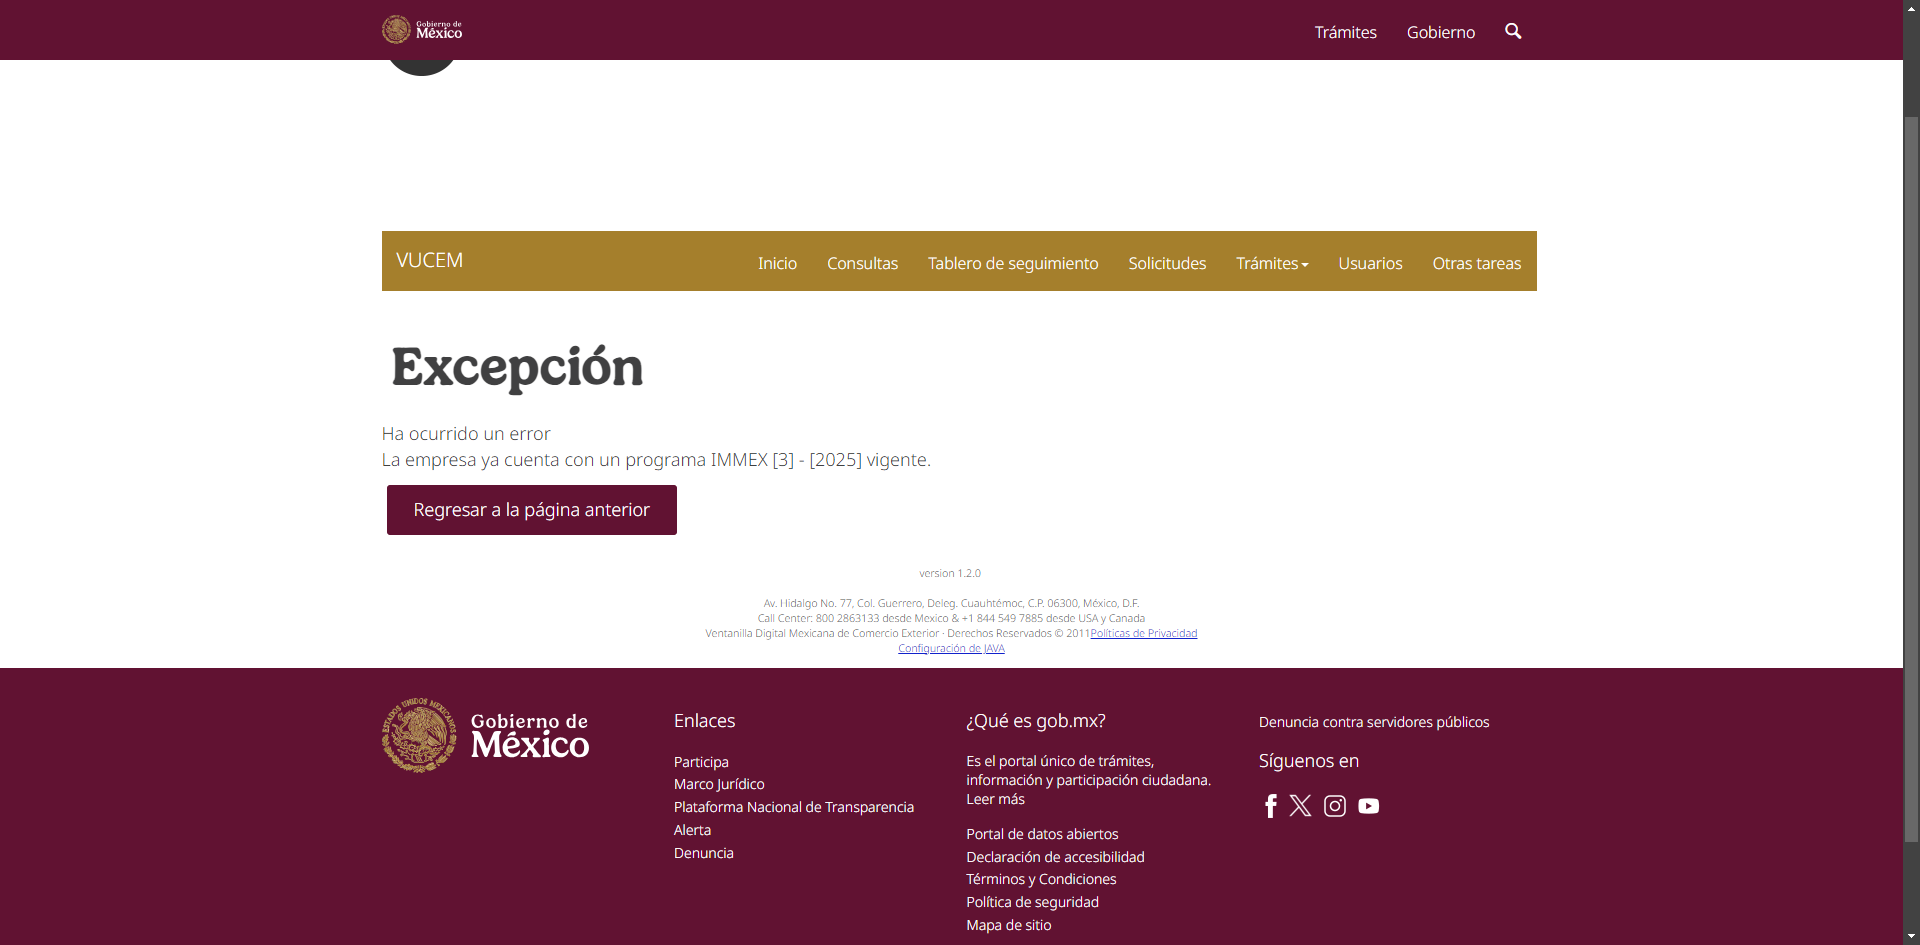 Gobierno de
México
Trámites
Gobierno
VUCEM
Inicio
Consultas
Tablero de seguimiento
Solicitudes
Trámites
Usuarios
Otras tareas
Excepción
Ha ocurrido un error
La empresa ya cuenta con un programa IMMEX [3] - [2025] vigente.
Regresar a la página anterior
version 1.2.0
Av. Hidalgo No. 77, Col. Guerrero, Deleg. Cuauhtémoc, C.P. 06300, México, D.F.
Call Center: 800 2863133 desde Mexico & +1 844 549 7885 desde USA y Canada
Ventanilla Digital Mexicana de Comercio Exterior · Derechos Reservados © 2011Políticas de Privacidad
Configuración de JAVA
ESTADOS UNIDOS MEXICANOS
Gobierno de
México
Enlaces
Participa
Marco Jurídico
Plataforma Nacional de Transparencia
Alerta
Denuncia
¿Qué es gob.mx?
Es el portal único de trámites,
información y participación ciudadana.
Leer más
Portal de datos abiertos
Declaración de accesibilidad
Términos y Condiciones
Política de seguridad
Mapa de sitio
Denuncia contra servidores públicos
Síguenos en